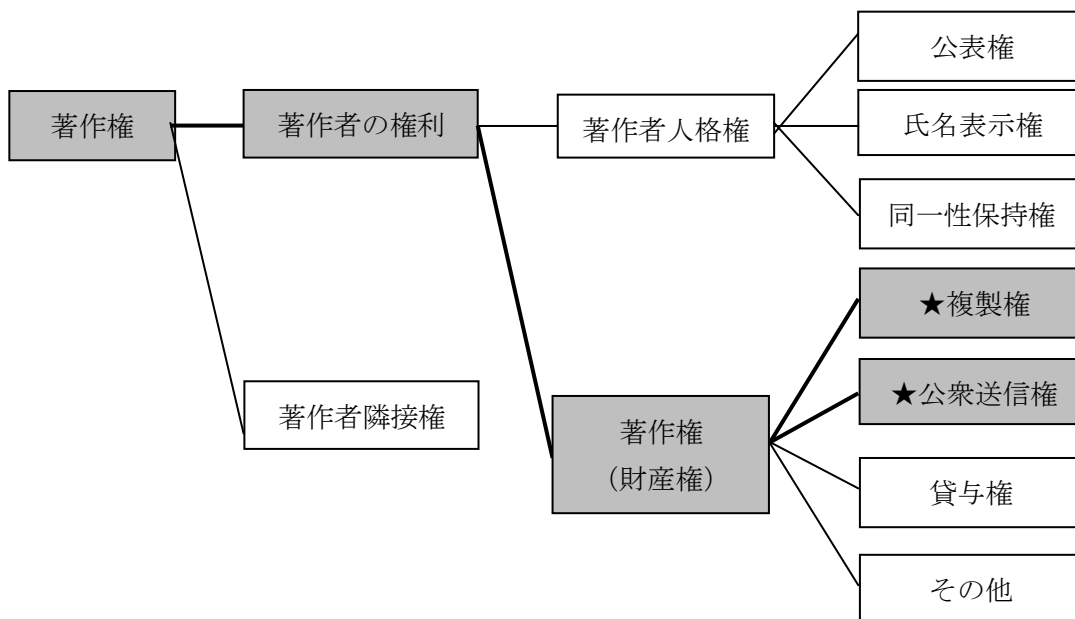 著作権
著作者の権利
著作者人格権
公表権
氏名表示権
同一性保持権
著作者隣接権
著作権
(財産権)
★複製権
★公衆送信権
貸与権
その他